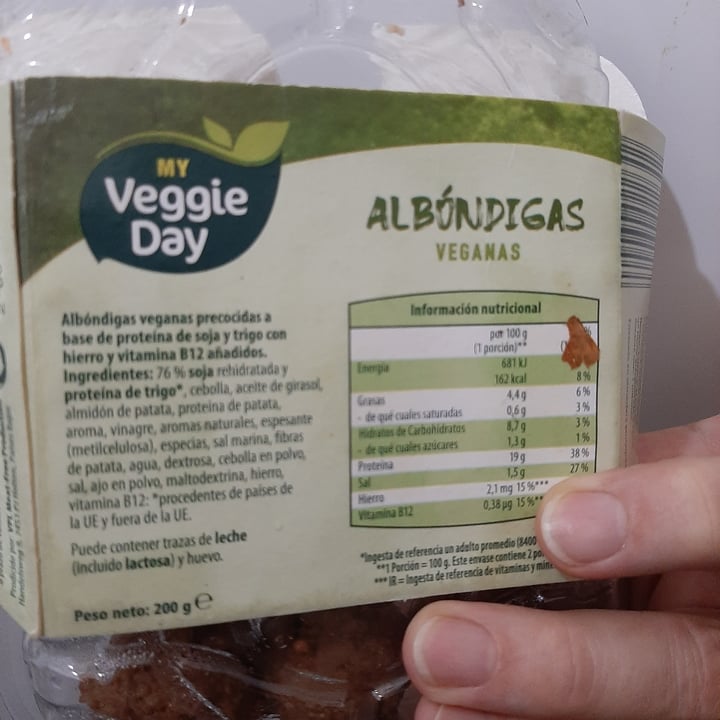 MY
Veggie
Day
ALBÓNDIGAS
VEGANAS
Albóndigas veganas precocidas a
base de proteína de soja y trigo con
hierro y vitamina B12 añadidos.
Ingredientes: 76 % soja rehidratada y
proteína de trigo*, cebolla, aceite de girasol,
almidón de patata, proteína de patata,
aroma, vinagre, aromas naturales, espesante
(metilcelulosa), especias, sal marina, fibras
de patata, agua, dextrosa, cebolla en polvo,
sal, ajo en polvo, maltodextrina, hierro,
vitamina B12: *procedentes de países de
la UE y fuera de la UE.
Puede contener trazas de leche
(incluido lactosa) y huevo.
Peso neto: 200 g e
Información nutricional
por 100 g %
(1 porción)**
Energía 681 kJ
162 kcal 8 %
Grasas 4,4 g 6 %
- de qué cuales saturadas 0,6 g 3 %
Hidratos de Carbohidratos 8,7 g 3 %
- de qué cuales azúcares 1,3 g 1 %
Proteína 19 g 38 %
Sal 1,5 g 27 %
Hierro 2,1 mg 15 %***
Vitamina B12 0,38 µg 15 %**
*Ingesta de referencia un adulto promedio (8400
**1 Porción = 100 g. Este envase contiene 2 po
*** IR = Ingesta de referencia de vitaminas y min
Producido por: VPL Meat-Free